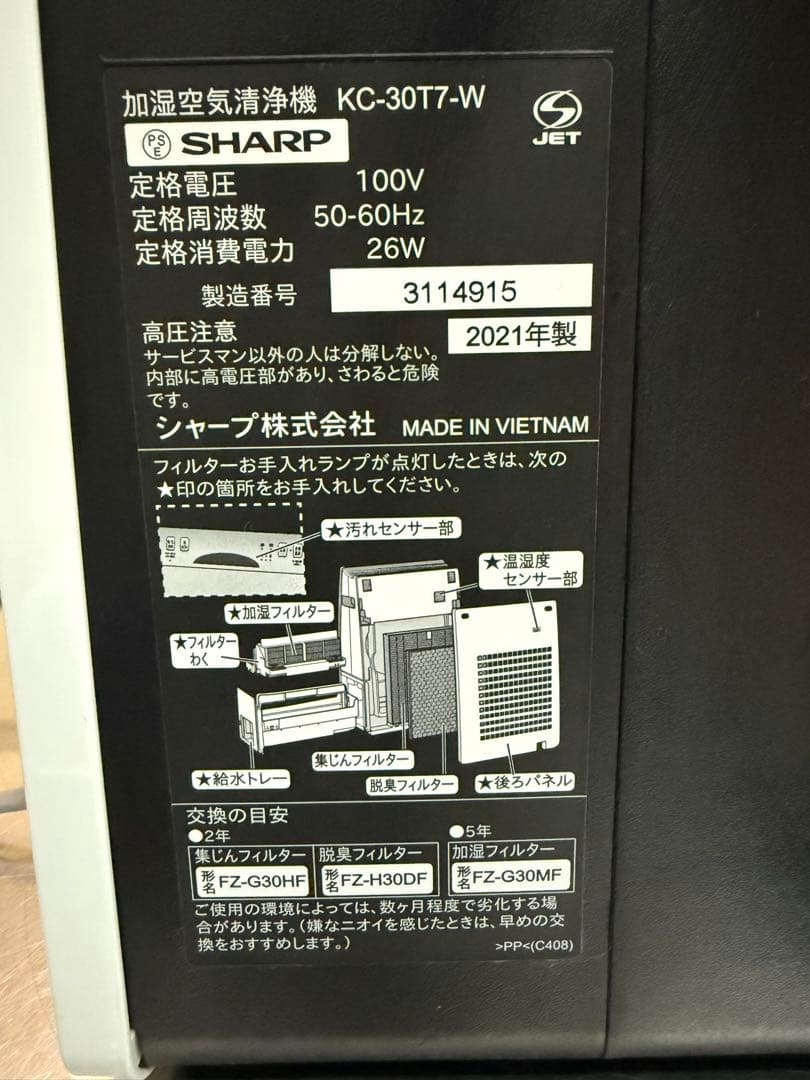 加湿空気清浄機 KC-30T7-W
PS E SHARP
JET
定格電圧 100V
定格周波数 50-60Hz
定格消費電力 26W
製造番号 3114915
高圧注意 2021年製
サービスマン以外の人は分解しない。
内部に高電圧部があり、さわると危険
です。
シャープ株式会社 MADE IN VIETNAM
フィルターお手入れランプが点灯したときは、次の
★印の箇所をお手入れしてください。
★汚れセンサー部
★温湿度
センサー部
★加湿フィルター
★フィルター
わく
集じんフィルター
★給水トレー
脱臭フィルター
★後ろパネル
交換の目安
●2年 ●5年
集じんフィルター 脱臭フィルター 加湿フィルター
形名 FZ-G30HF 形名 FZ-H30DF 形名 FZ-G30MF
ご使用の環境によっては、数ヶ月程度で劣化する場
合があります。(嫌なニオイを感じたときは、早めの交
換をおすすめします。)
>PP<(C408)